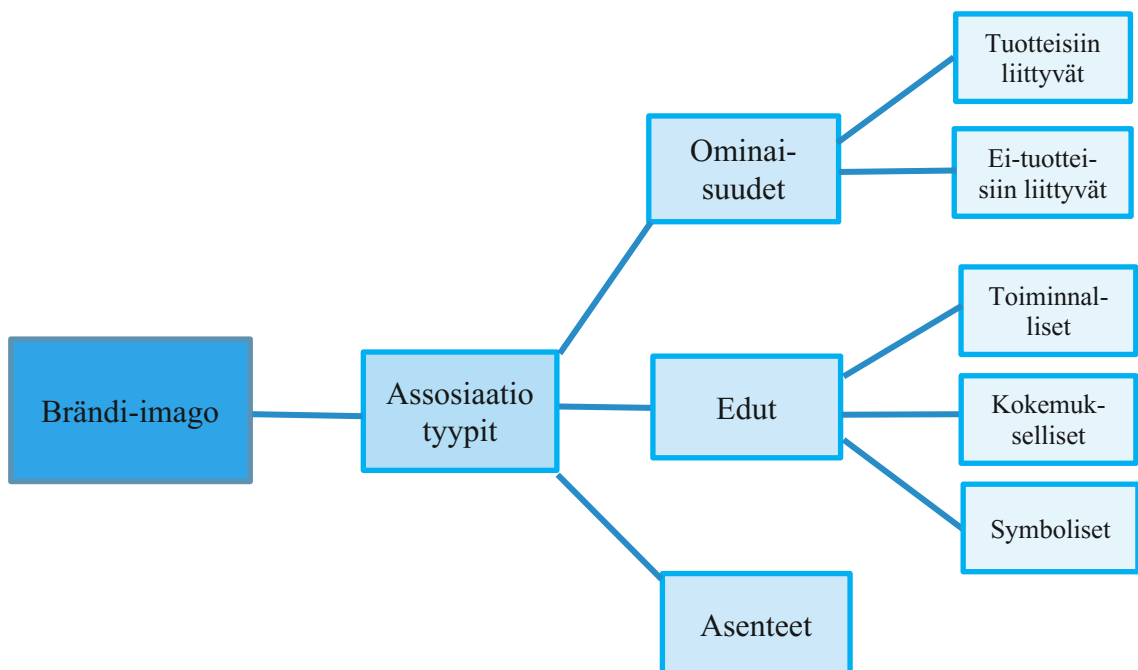 Brändi-imago
Assosiaatio
tyypit
Ominai-
suudet
Tuotteisiin
liittyvät
Ei-tuottei-
siin liittyvät
Edut
Toiminnal-
liset
Kokemuk-
selliset
Symboliset
Asenteet